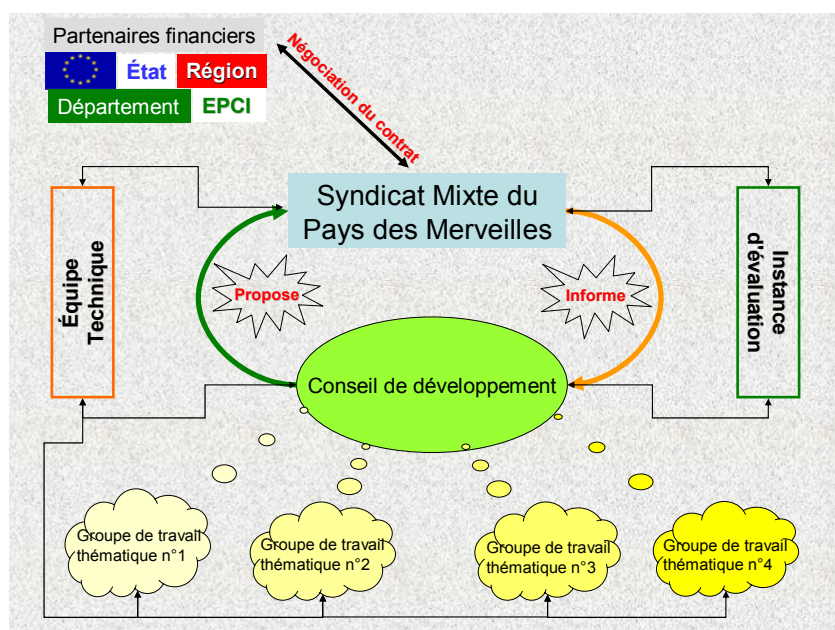 Partenaires financiers
État
Région
Département
EPCI
Négociation du contrat
Syndicat Mixte du
Pays des Merveilles
Équipe
Technique
Propose
Informe
Instance
d'évaluation
Conseil de développement
Groupe de travail
thématique n°1
Groupe de travail
thématique n°2
Groupe de travail
thématique n°3
Groupe de travail
thématique n°4